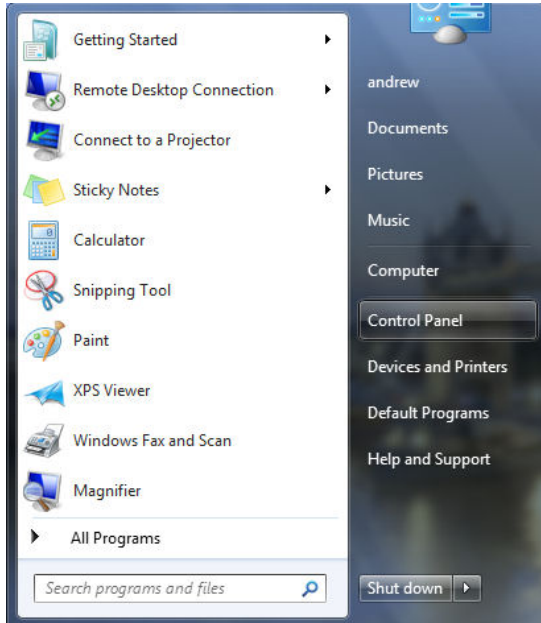 Getting Started
Remote Desktop Connection
Connect to a Projector
Sticky Notes
Calculator
Snipping Tool
Paint
XPS Viewer
Windows Fax and Scan
Magnifier
All Programs
Search programs and files
andrew
Documents
Pictures
Music
Computer
Control Panel
Devices and Printers
Default Programs
Help and Support
Shut down